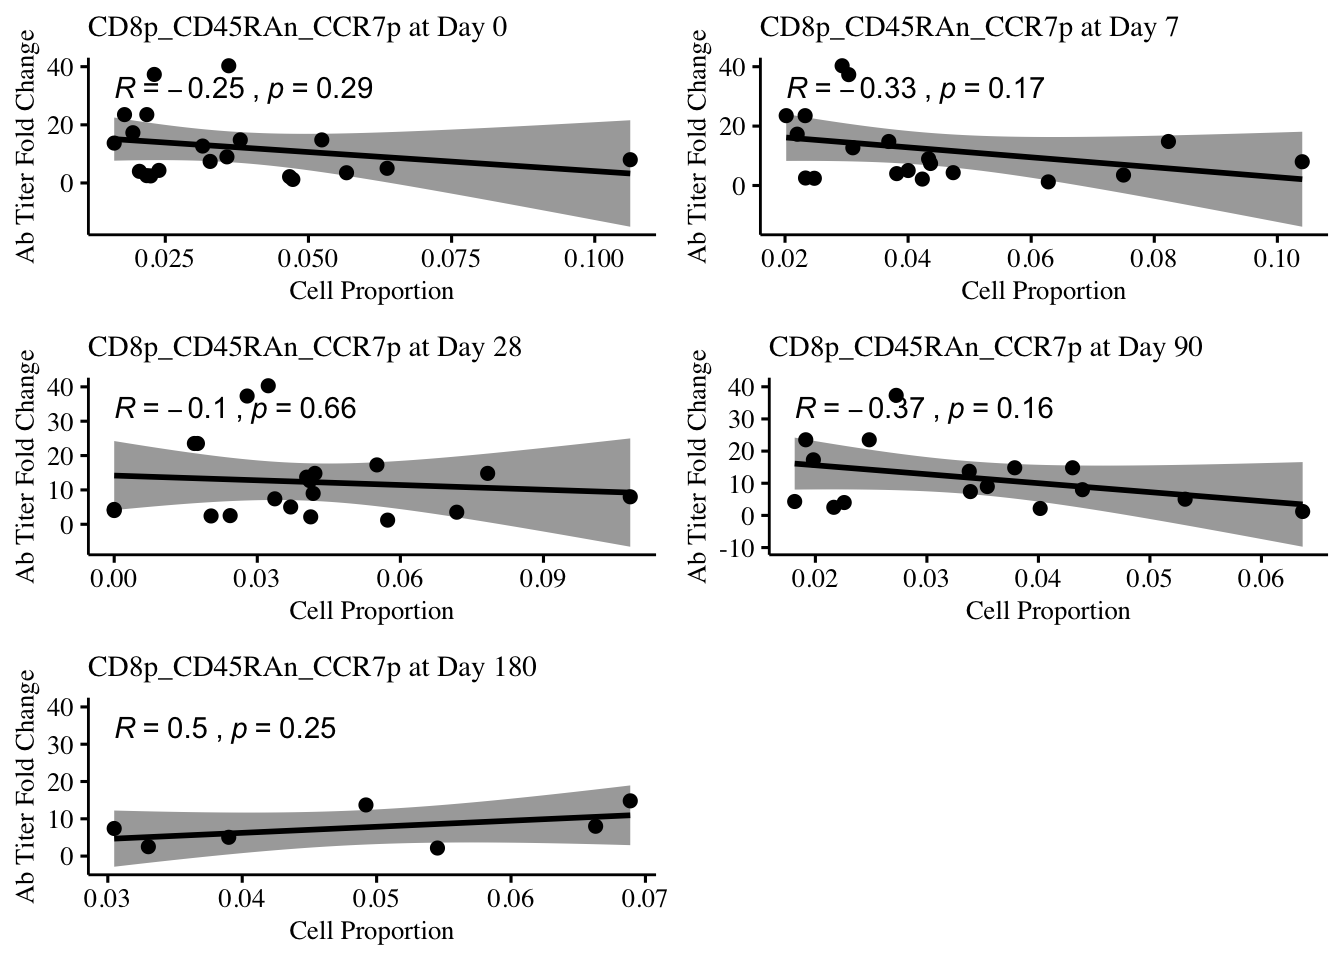 CD8p_CD45RAn_CCR7p at Day 0
Ab Titer Fold Change
40
20
0
R = −0.25 , p = 0.29
0.025 0.050 0.075 0.100
Cell Proportion
CD8p_CD45RAn_CCR7p at Day 7
Ab Titer Fold Change
40
20
0
R = −0.33 , p = 0.17
0.02 0.04 0.06 0.08 0.10
Cell Proportion
CD8p_CD45RAn_CCR7p at Day 28
Ab Titer Fold Change
40
30
20
10
0
R = −0.1 , p = 0.66
0.00 0.03 0.06 0.09
Cell Proportion
CD8p_CD45RAn_CCR7p at Day 90
Ab Titer Fold Change
40
30
20
10
0
-10
R = −0.37 , p = 0.16
0.02 0.03 0.04 0.05 0.06
Cell Proportion
CD8p_CD45RAn_CCR7p at Day 180
Ab Titer Fold Change
40
30
20
10
0
R = 0.5 , p = 0.25
0.03 0.04 0.05 0.06 0.07
Cell Proportion